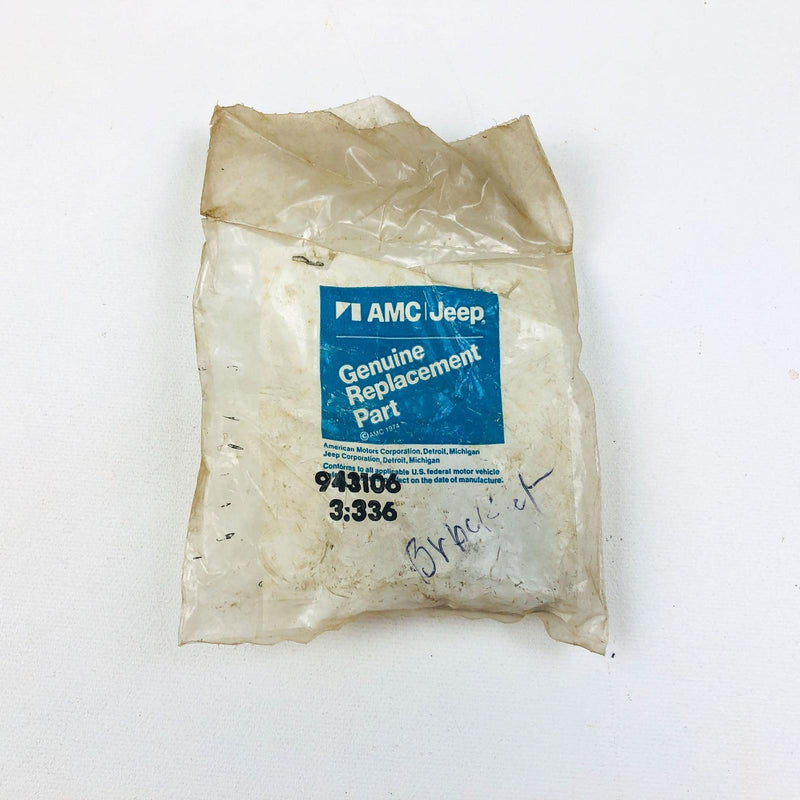 AMC Jeep®
Genuine
Replacement
Part
© AMC 1974
American Motors Corporation, Detroit, Michigan
Jeep Corporation, Detroit, Michigan
Conforms to all applicable U.S. federal motor vehicle
on the date of manufacture.
943106
3:336
Bracket